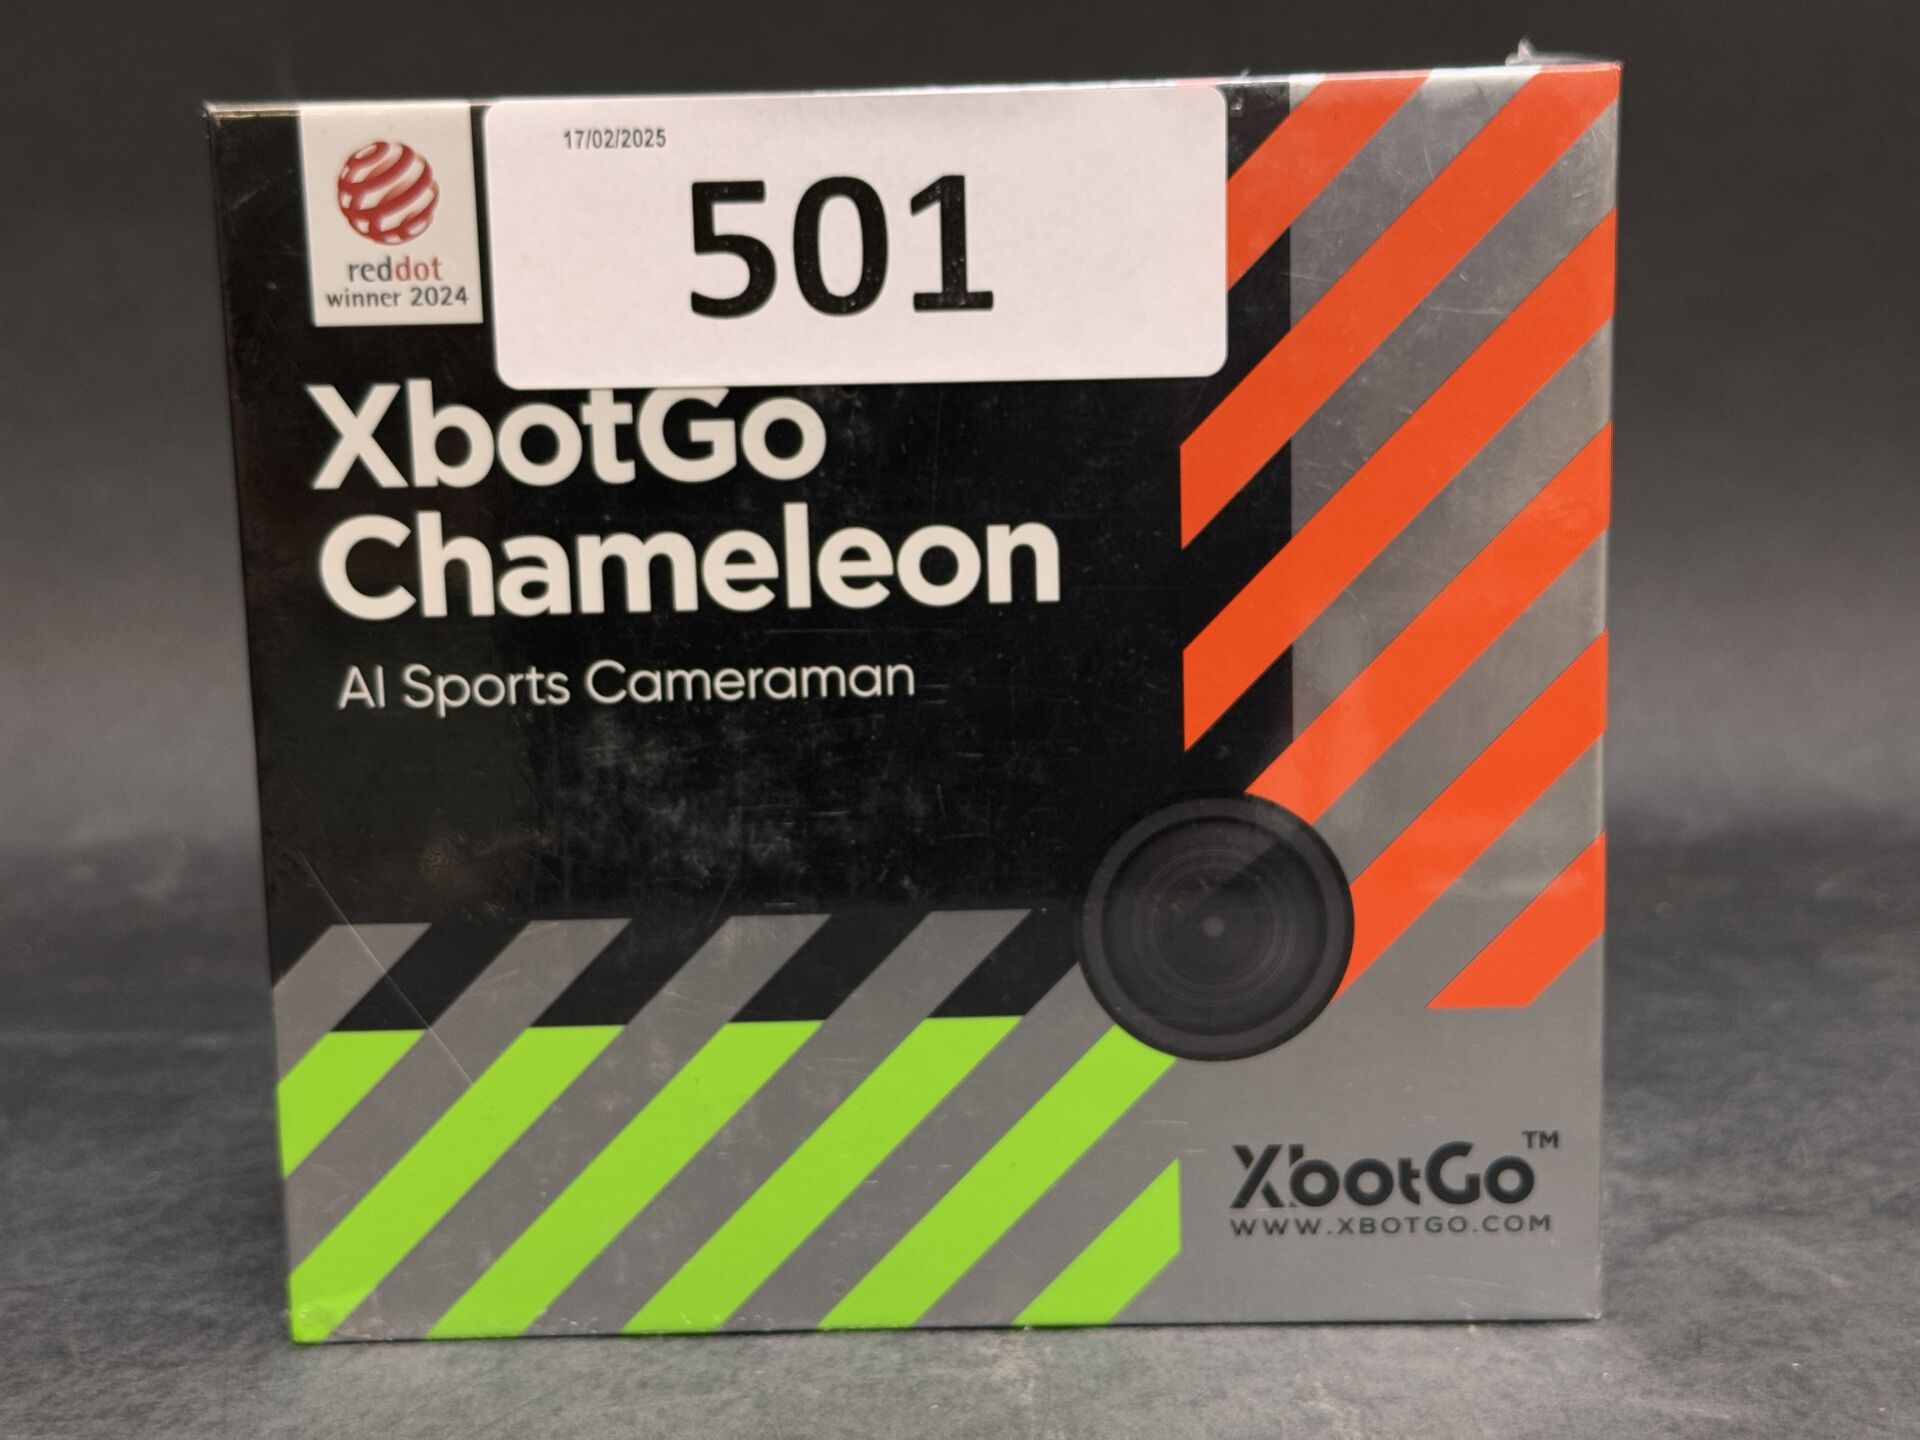 17/02/2025
501
reddot
winner 2024
XbotGo
Chameleon
AI Sports Cameraman
XbotGo™
WWW.XBOTGO.COM